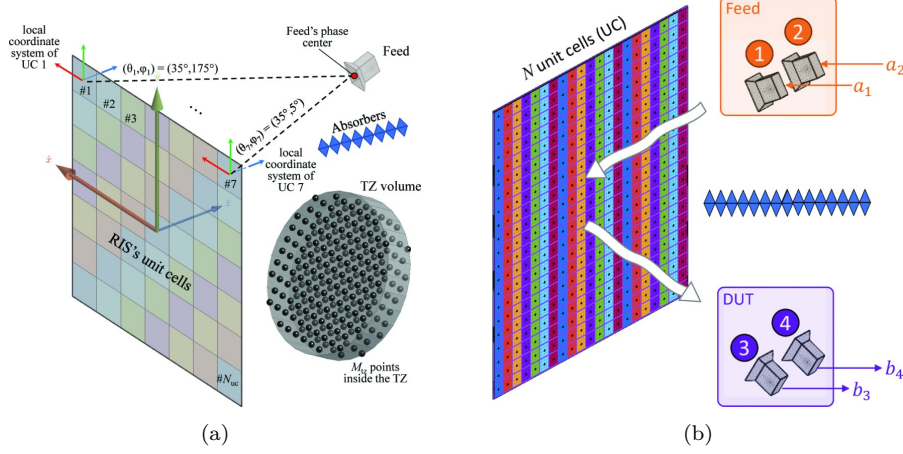 local
coordinate
system of
UC 1
(θ₁,φ₁) = (35°,175°)
Feed's phase
center
Feed
#1
#2
#3
...
(θ₇,φ₇) = (35°,5°)
Absorbers
x̂
ŷ
ẑ
#7
local
coordinate
system of
UC 7
TZ volume
RIS's unit cells
#Nuc
Mtz points
inside the TZ
(a)
N unit cells (UC)
Feed
1
2
a₂
a₁
DUT
3
4
b₄
b₃
(b)